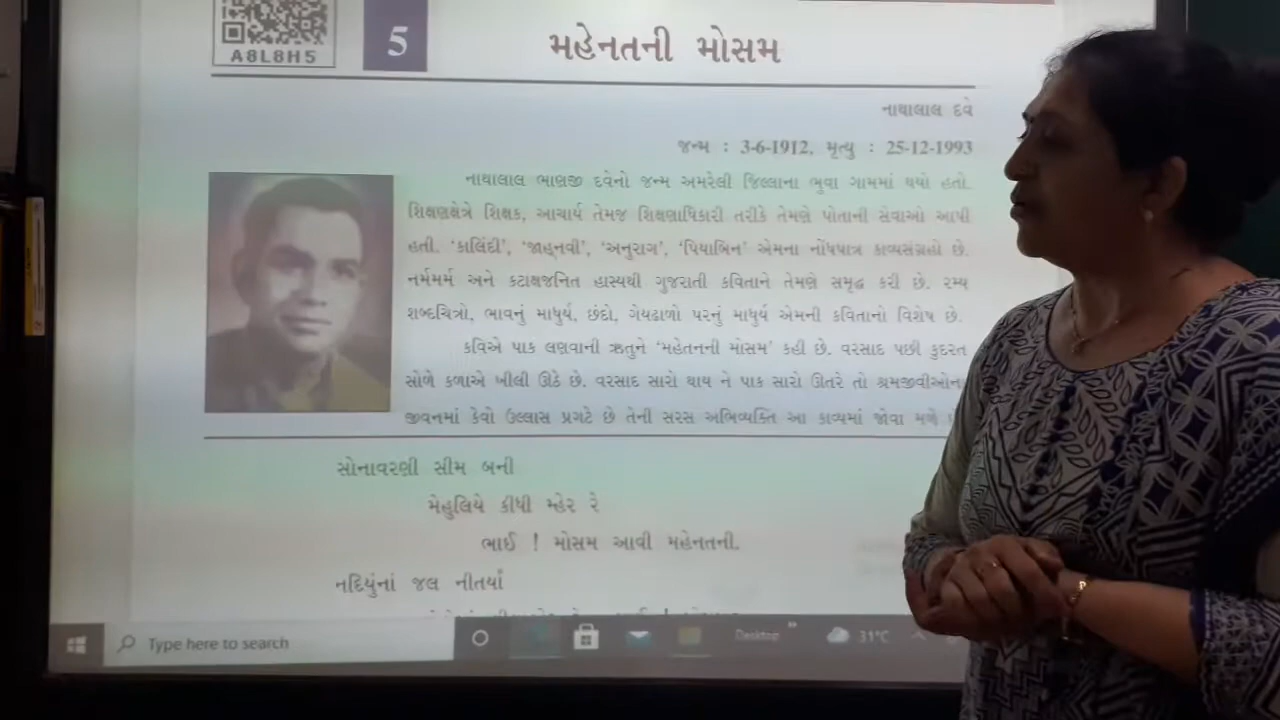 A8L8H5
5
મહેનતની મોસમ
નાથાલાલ દવે
જન્મ : 3-6-1912, મૃત્યુ : 25-12-1993
નાથાલાલ ભાણજી દવેનો જન્મ અમરેલી જિલ્લાના ભુવા ગામમાં થયો હતો.
શિક્ષણક્ષેત્રે શિક્ષક, આચાર્ય તેમજ શિક્ષણાધિકારી તરીકે તેમણે પોતાની સેવાઓ આપી
હતી. ‘કાલિંદી’, ‘જાહ્નવી’, ‘અનુરાગ’, ‘પિયાબિન’ એમના નોંધપાત્ર કાવ્યસંગ્રહો છે.
નર્મમર્મ અને કટાક્ષજનિત હાસ્યથી ગુજરાતી કવિતાને તેમણે સમૃદ્ધ કરી છે. રમ્ય
શબ્દચિત્રો, ભાવનું માધુર્ય, છંદો, ગેયઢાળો પરનું માધુર્ય એમની કવિતાનો વિશેષ છે.
કવિએ પાક લણવાની ઋતુને ‘મહેતનની મોસમ’ કહી છે. વરસાદ પછી કુદરત
સોળે કળાએ ખીલી ઊઠે છે. વરસાદ સારો થાય ને પાક સારો ઊતરે તો શ્રમજીવીઓના
જીવનમાં કેવો ઉલ્લાસ પ્રગટે છે તેની સરસ અભિવ્યક્તિ આ કાવ્યમાં જોવા મળે
સોનાવરણી સીમ બની
મેહુલિયે કીધી મ્હેર રે
ભાઈ ! મોસમ આવી મહેનતની.
નદિયુંનાં જલ નીતર્યાં
Type here to search
Desktop
31°C